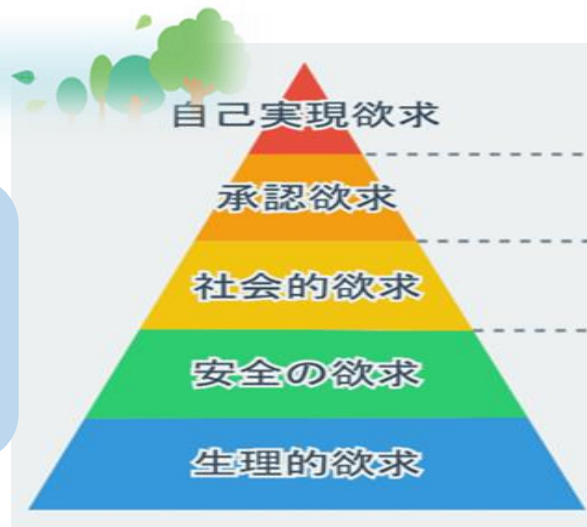 自己実現欲求
承認欲求
社会的欲求
安全の欲求
生理的欲求